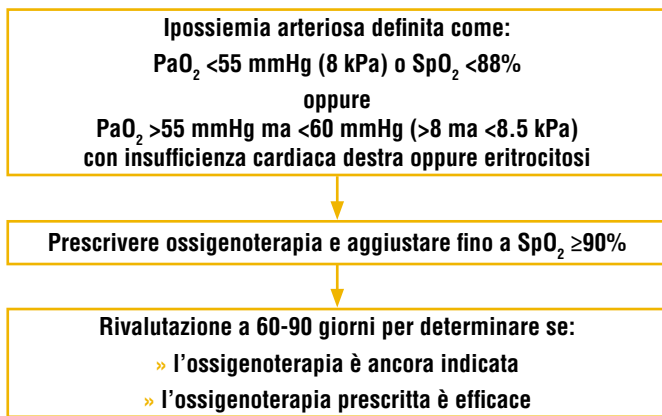 Ipossiemia arteriosa definita come:
PaO₂ <55 mmHg (8 kPa) o SpO₂ <88%
oppure
PaO₂ >55 mmHg ma <60 mmHg (>8 ma <8.5 kPa)
con insufficienza cardiaca destra oppure eritrocitosi
Prescrivere ossigenoterapia e aggiustare fino a SpO₂ ≥90%
Rivalutazione a 60-90 giorni per determinare se:
» l'ossigenoterapia è ancora indicata
» l'ossigenoterapia prescritta è efficace